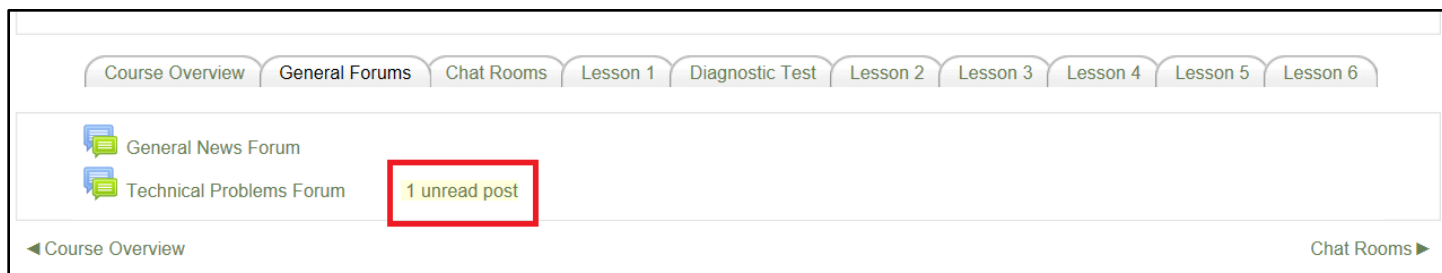 Course Overview General Forums Chat Rooms Lesson 1 Diagnostic Test Lesson 2 Lesson 3 Lesson 4 Lesson 5 Lesson 6
General News Forum
Technical Problems Forum 1 unread post
◄ Course Overview Chat Rooms ►